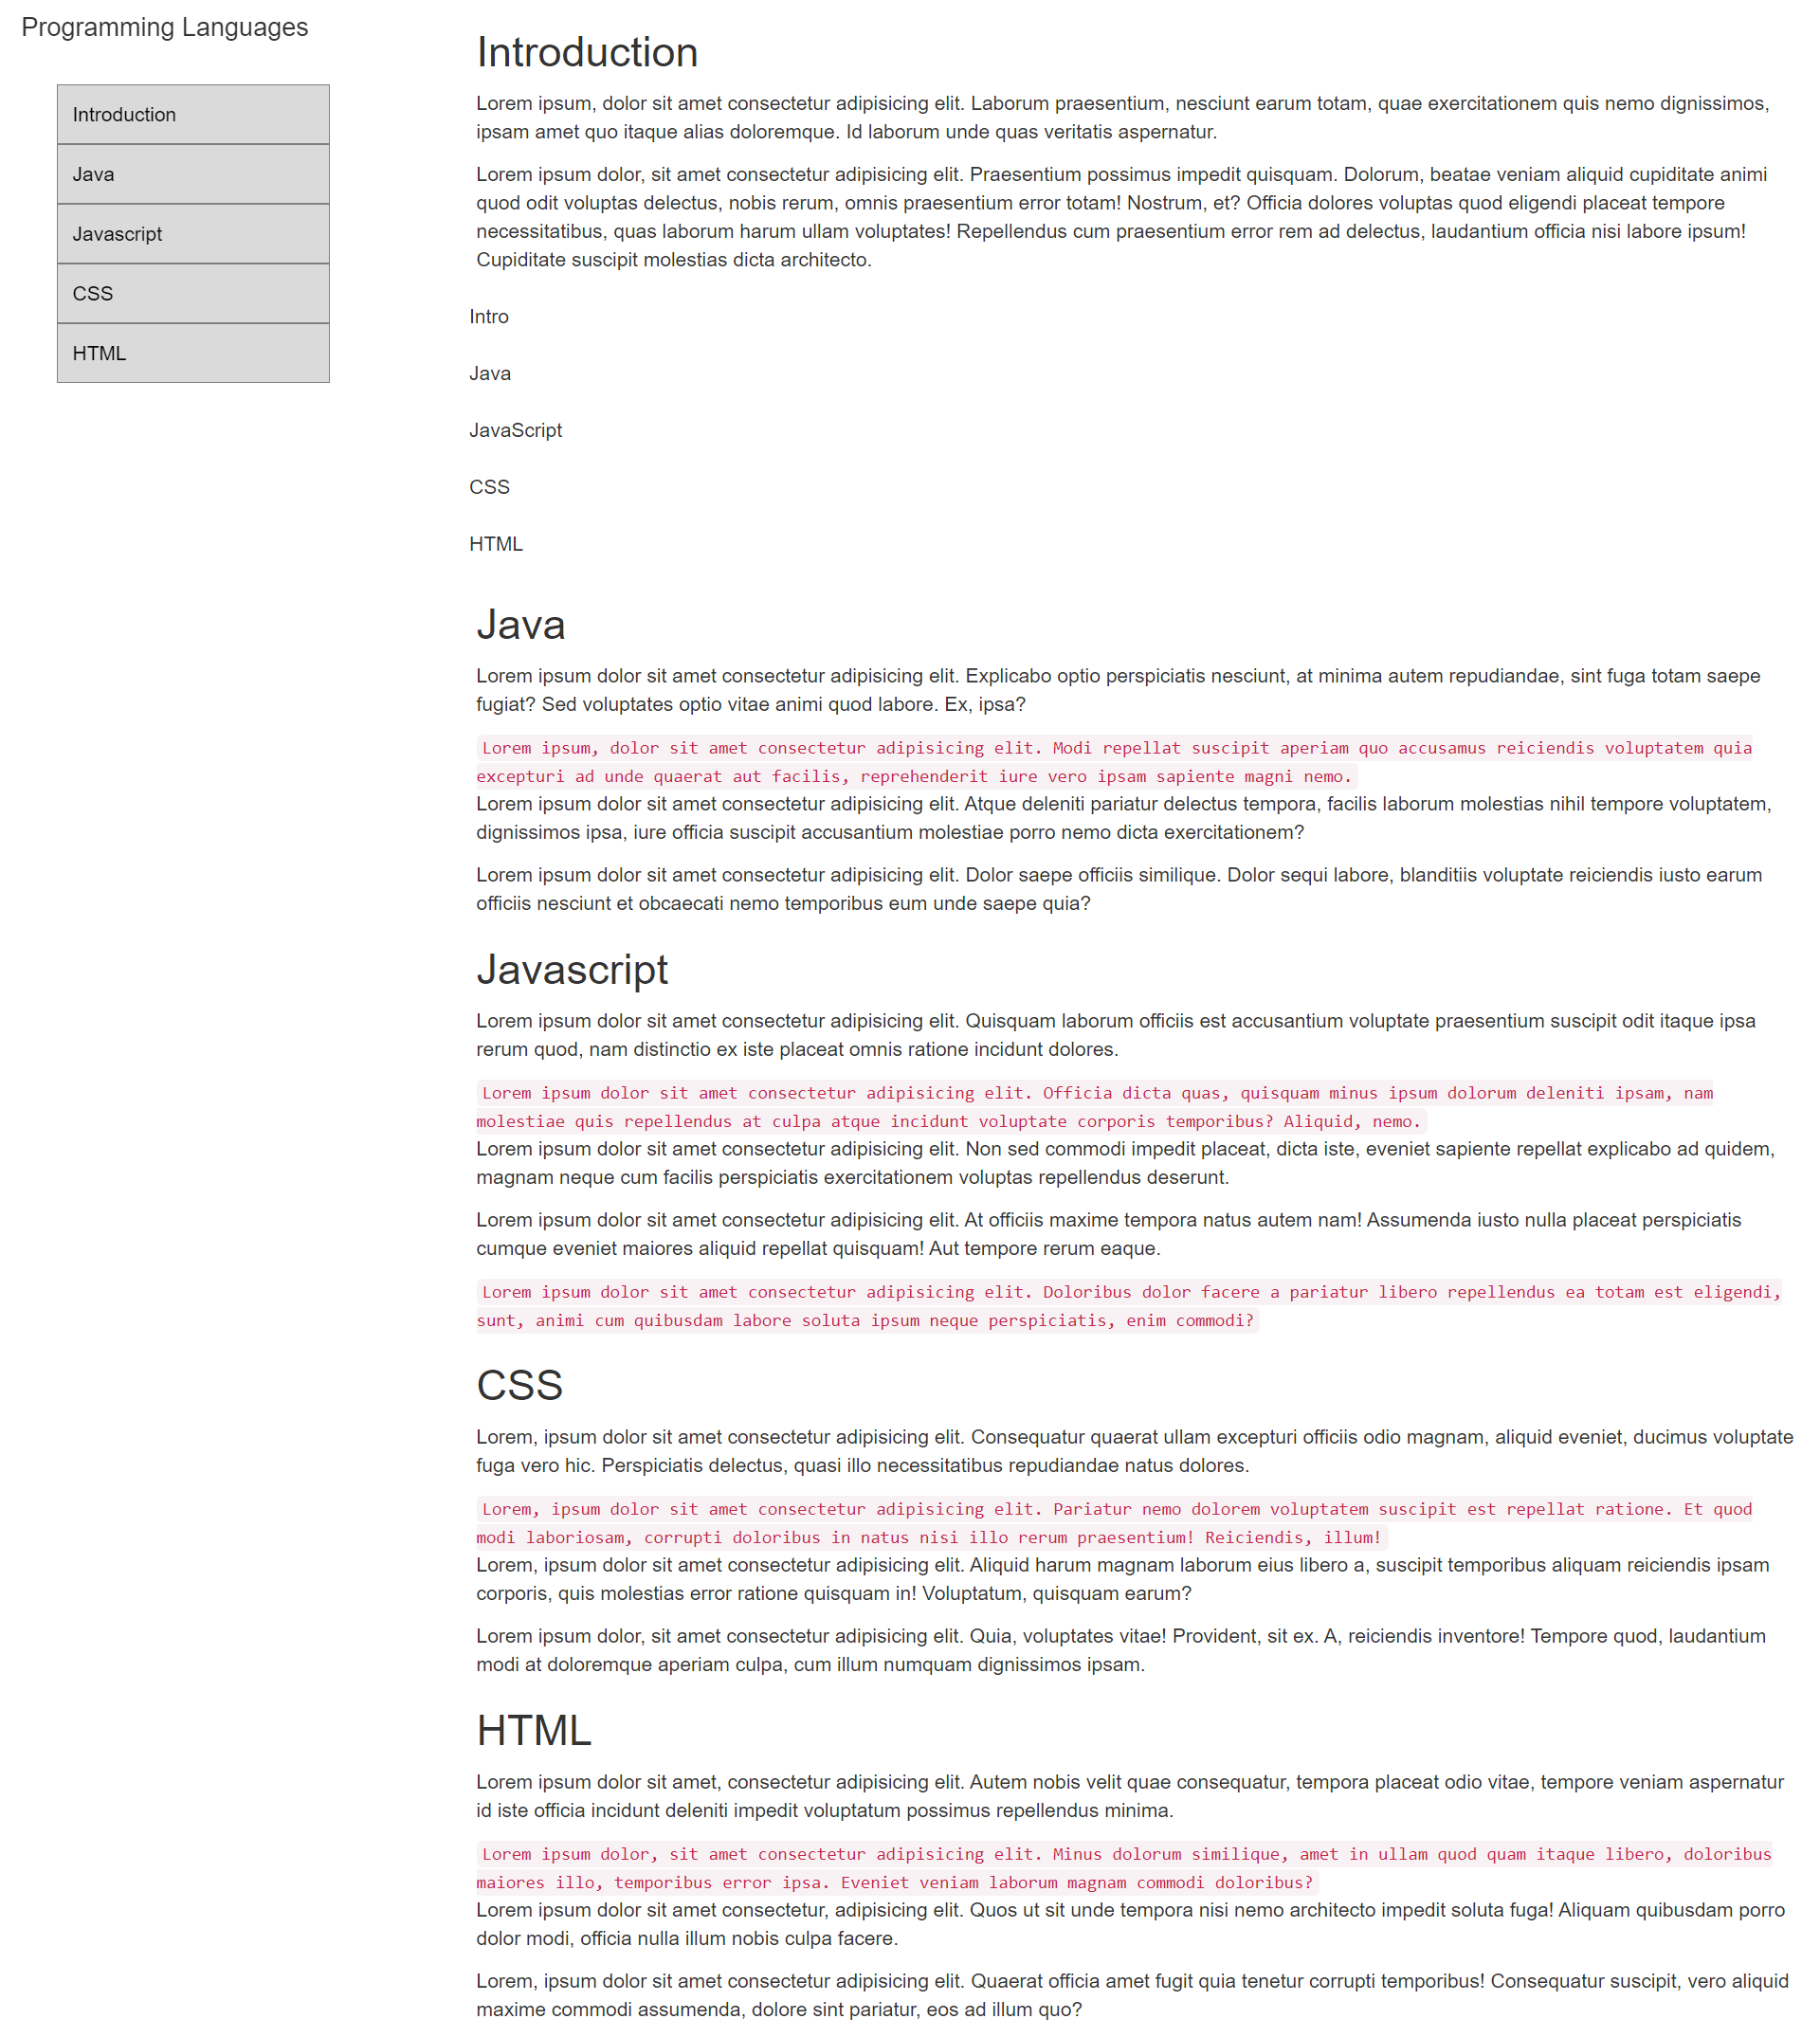 Programming Languages
Introduction
Java
Javascript
CSS
HTML
Introduction
Lorem ipsum, dolor sit amet consectetur adipisicing elit. Laborum praesentium, nesciunt earum totam, quae exercitationem quis nemo dignissimos,
ipsam amet quo itaque alias doloremque. Id laborum unde quas veritatis aspernatur.
Lorem ipsum dolor, sit amet consectetur adipisicing elit. Praesentium possimus impedit quisquam. Dolorum, beatae veniam aliquid cupiditate animi
quod odit voluptas delectus, nobis rerum, omnis praesentium error totam! Nostrum, et? Officia dolores voluptas quod eligendi placeat tempore
necessitatibus, quas laborum harum ullam voluptates! Repellendus cum praesentium error rem ad delectus, laudantium officia nisi labore ipsum!
Cupiditate suscipit molestias dicta architecto.
Intro
Java
JavaScript
CSS
HTML
Java
Lorem ipsum dolor sit amet consectetur adipisicing elit. Explicabo optio perspiciatis nesciunt, at minima autem repudiandae, sint fuga totam saepe
fugiat? Sed voluptates optio vitae animi quod labore. Ex, ipsa?
Lorem ipsum, dolor sit amet consectetur adipisicing elit. Modi repellat suscipit aperiam quo accusamus reiciendis voluptatem quia
excepturi ad unde quaerat aut facilis, reprehenderit iure vero ipsam sapiente magni nemo.
Lorem ipsum dolor sit amet consectetur adipisicing elit. Atque deleniti pariatur delectus tempora, facilis laborum molestias nihil tempore voluptatem,
dignissimos ipsa, iure officia suscipit accusantium molestiae porro nemo dicta exercitationem?
Lorem ipsum dolor sit amet consectetur adipisicing elit. Dolor saepe officiis similique. Dolor sequi labore, blanditiis voluptate reiciendis iusto earum
officiis nesciunt et obcaecati nemo temporibus eum unde saepe quia?
Javascript
Lorem ipsum dolor sit amet consectetur adipisicing elit. Quisquam laborum officiis est accusantium voluptate praesentium suscipit odit itaque ipsa
rerum quod, nam distinctio ex iste placeat omnis ratione incidunt dolores.
Lorem ipsum dolor sit amet consectetur adipisicing elit. Officia dicta quas, quisquam minus ipsum dolorum deleniti ipsam, nam
molestiae quis repellendus at culpa atque incidunt voluptate corporis temporibus? Aliquid, nemo.
Lorem ipsum dolor sit amet consectetur adipisicing elit. Non sed commodi impedit placeat, dicta iste, eveniet sapiente repellat explicabo ad quidem,
magnam neque cum facilis perspiciatis exercitationem voluptas repellendus deserunt.
Lorem ipsum dolor sit amet consectetur adipisicing elit. At officiis maxime tempora natus autem nam! Assumenda iusto nulla placeat perspiciatis
cumque eveniet maiores aliquid repellat quisquam! Aut tempore rerum eaque.
Lorem ipsum dolor sit amet consectetur adipisicing elit. Doloribus dolor facere a pariatur libero repellendus ea totam est eligendi,
sunt, animi cum quibusdam labore soluta ipsum neque perspiciatis, enim commodi?
CSS
Lorem, ipsum dolor sit amet consectetur adipisicing elit. Consequatur quaerat ullam excepturi officiis odio magnam, aliquid eveniet, ducimus voluptate
fuga vero hic. Perspiciatis delectus, quasi illo necessitatibus repudiandae natus dolores.
Lorem, ipsum dolor sit amet consectetur adipisicing elit. Pariatur nemo dolorem voluptatem suscipit est repellat ratione. Et quod
modi laboriosam, corrupti doloribus in natus nisi illo rerum praesentium! Reiciendis, illum!
Lorem, ipsum dolor sit amet consectetur adipisicing elit. Aliquid harum magnam laborum eius libero a, suscipit temporibus aliquam reiciendis ipsam
corporis, quis molestias error ratione quisquam in! Voluptatum, quisquam earum?
Lorem ipsum dolor, sit amet consectetur adipisicing elit. Quia, voluptates vitae! Provident, sit ex. A, reiciendis inventore! Tempore quod, laudantium
modi at doloremque aperiam culpa, cum illum numquam dignissimos ipsam.
HTML
Lorem ipsum dolor sit amet, consectetur adipisicing elit. Autem nobis velit quae consequatur, tempora placeat odio vitae, tempore veniam aspernatur
id iste officia incidunt deleniti impedit voluptatum possimus repellendus minima.
Lorem ipsum dolor, sit amet consectetur adipisicing elit. Minus dolorum similique, amet in ullam quod quam itaque libero, doloribus
maiores illo, temporibus error ipsa. Eveniet veniam laborum magnam commodi doloribus?
Lorem ipsum dolor sit amet consectetur, adipisicing elit. Quos ut sit unde tempora nisi nemo architecto impedit soluta fuga! Aliquam quibusdam porro
dolor modi, officia nulla illum nobis culpa facere.
Lorem, ipsum dolor sit amet consectetur adipisicing elit. Quaerat officia amet fugit quia tenetur corrupti temporibus! Consequatur suscipit, vero aliquid
maxime commodi assumenda, dolore sint pariatur, eos ad illum quo?